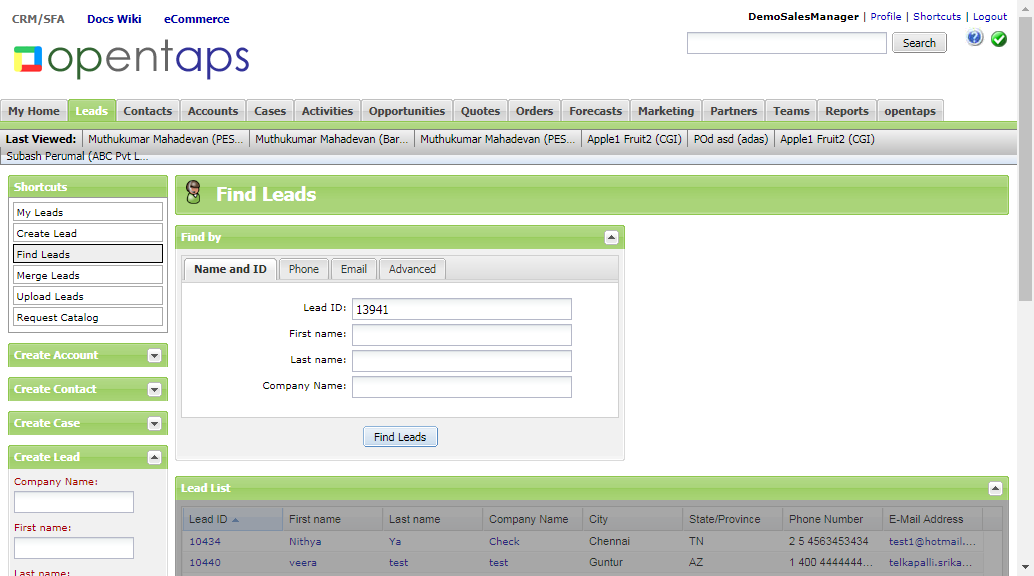 CRM/SFA Docs Wiki eCommerce
DemoSalesManager | Profile | Shortcuts | Logout
opentaps
Search
My Home Leads Contacts Accounts Cases Activities Opportunities Quotes Orders Forecasts Marketing Partners Teams Reports opentaps
Last Viewed: Muthukumar Mahadevan (PES... Muthukumar Mahadevan (Bar... Muthukumar Mahadevan (PES... Apple1 Fruit2 (CGI) POd asd (adas) Apple1 Fruit2 (CGI)
Subash Perumal (ABC Pvt L...
Shortcuts
My Leads
Create Lead
Find Leads
Merge Leads
Upload Leads
Request Catalog
Create Account
Create Contact
Create Case
Create Lead
Company Name:
First name:
Last name:
Find Leads
Find by
Name and ID Phone Email Advanced
Lead ID: 13941
First name:
Last name:
Company Name:
Find Leads
Lead List
Lead ID First name Last name Company Name City State/Province Phone Number E-Mail Address
10434 Nithya Ya Check Chennai TN 2 5 4563453434 test1@hotmail....
10440 veera test test Guntur AZ 1 400 4444444... telkapalli.srika...